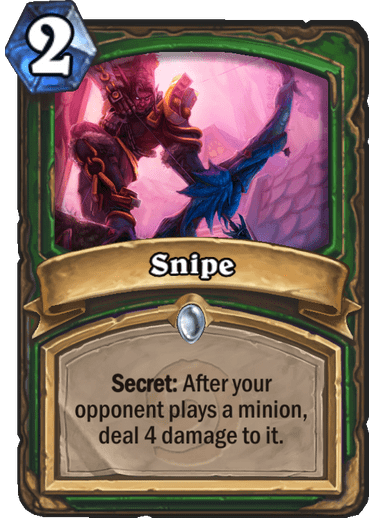 2
Snipe
Secret: After your
opponent plays a minion,
deal 4 damage to it.